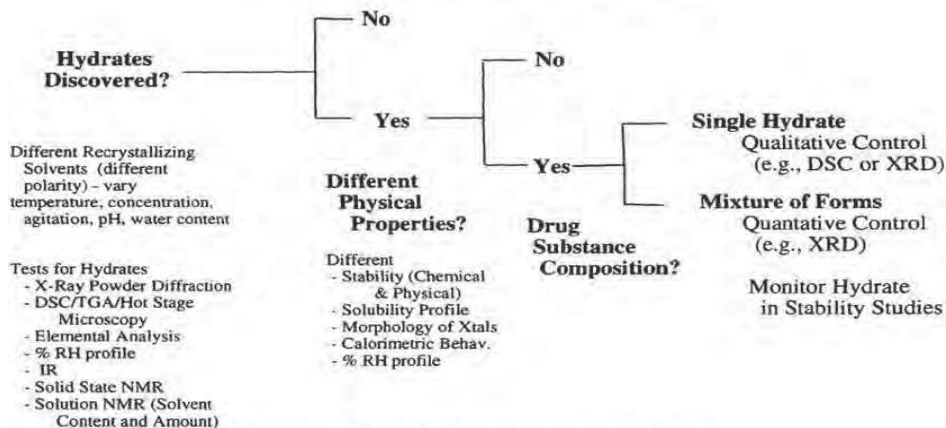 No
Hydrates
Discovered?
No
Yes
Single Hydrate
Qualitative Control
(e.g., DSC or XRD)
Yes
Different Recrystallizing
Solvents (different
polarity) - vary
temperature, concentration,
agitation, pH, water content
Different
Physical
Properties?
Mixture of Forms
Quantative Control
(e.g., XRD)
Drug
Substance
Composition?
Tests for Hydrates
- X-Ray Powder Diffraction
- DSC/TGA/Hot Stage
Microscopy
- Elemental Analysis
- % RH profile
- IR
- Solid State NMR
- Solution NMR (Solvent
Content and Amount)
Different
- Stability (Chemical
& Physical)
- Solubility Profile
- Morphology of Xtals
- Calorimetric Behav.
- % RH profile
Monitor Hydrate
in Stability Studies